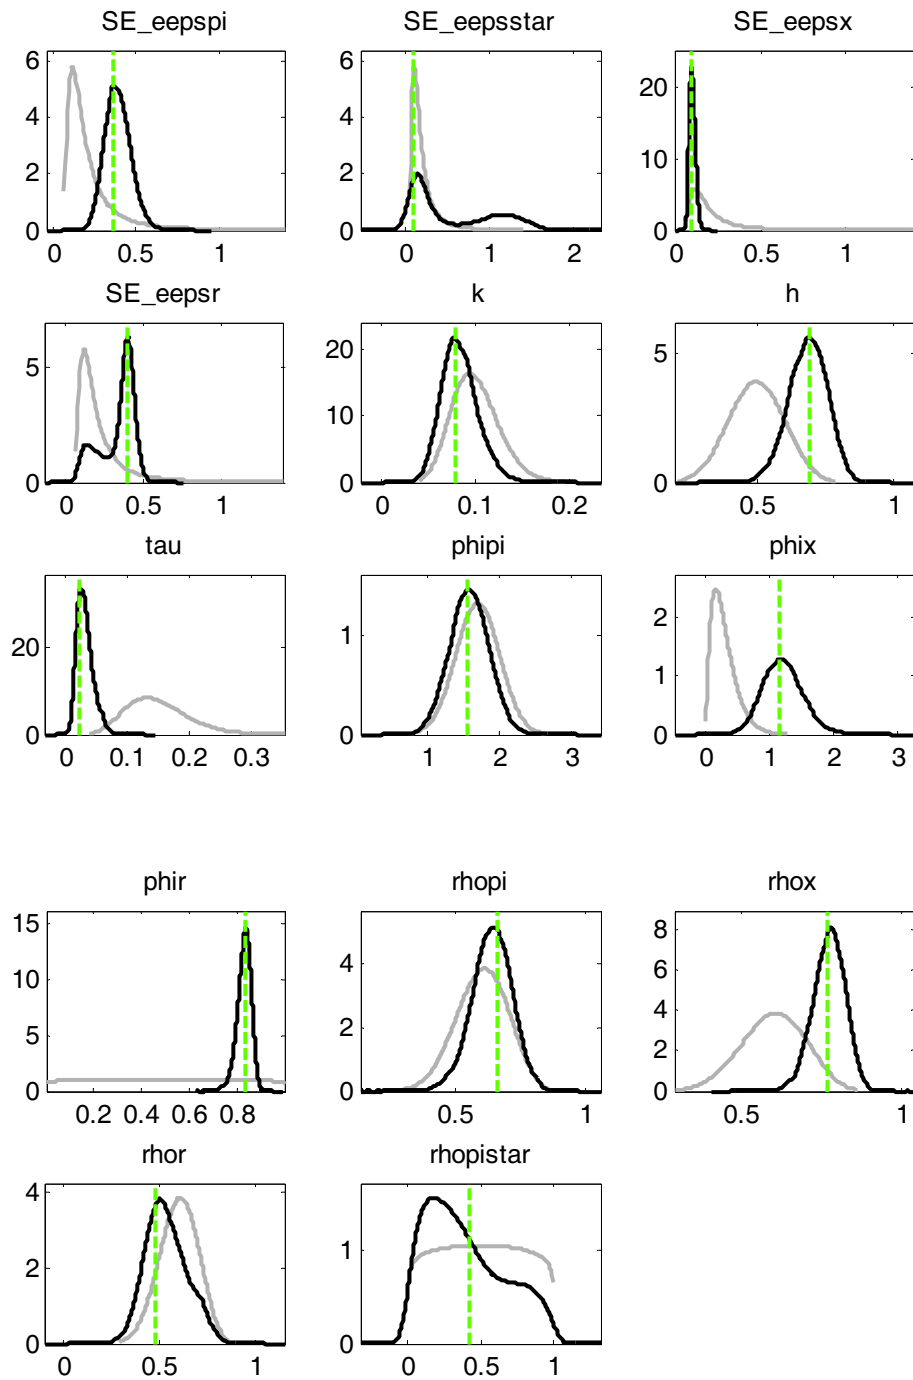 SE_eepspi SE_eepsstar SE_eepsx
6 4 2 0 0 0.5 1
6 4 2 0 0 1 2
20 10 0 0 0.5 1
SE_eepsr k h
5 0 0 0.5 1
20 10 0 0 0.1 0.2
5 0 0.5 1
tau phipi phix
20 0 0 0.1 0.2 0.3
1 0 1 2 3
2 1 0 0 1 2 3
phir rhopi rhox
15 10 5 0 0.2 0.4 0.6 0.8
4 2 0 0.5 1
8 6 4 2 0 0.5 1
rhor rhopistar
4 2 0 0 0.5 1
1 0 0 0.5 1